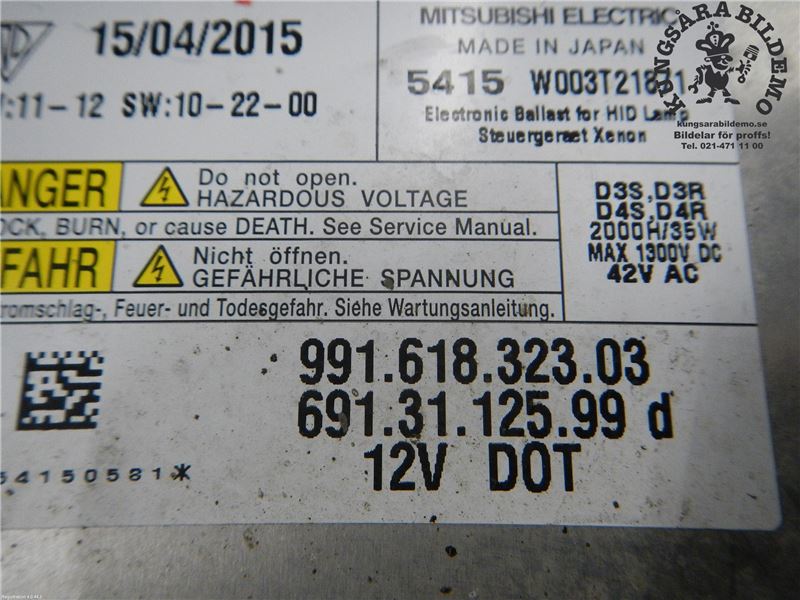 15/04/2015
:11-12 SW:10-22-00
MITSUBISHI ELECTRIC
MADE IN JAPAN
5415 W003T21871
Electronic Ballast for HID Lamp
Steuergeraet Xenon
KUNGSÅRA BILDEMO
kungsarabildemo.se
Bildelar för proffs!
Tel. 021-471 11 00
ANGER
Do not open.
HAZARDOUS VOLTAGE
OCK, BURN, or cause DEATH. See Service Manual.
FAHR
Nicht öffnen.
GEFÄHRLICHE SPANNUNG
romschlag-, Feuer- und Todesgefahr. Siehe Wartungsanleitung.
D3S,D3R
D4S,D4R
2000H/35W
MAX 1300V DC
42V AC
991.618.323.03
691.31.125.99 d
12V DOT
54150581*